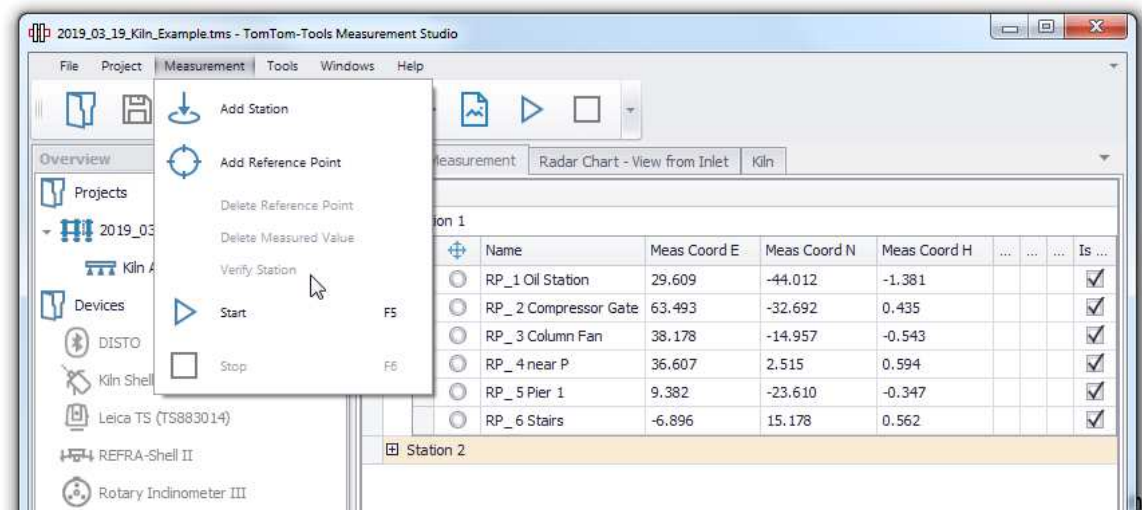 2019_03_19_Kiln_Example.tms - TomTom-Tools Measurement Studio
File Project Measurement Tools Windows Help
Add Station
Add Reference Point
Delete Reference Point
Delete Measured Value
Verify Station
Start F5
Stop F6
Overview
Projects
2019_03
Kiln A
Devices
DISTO
Kiln Shell
Leica TS (TS883014)
REFRA-Shell II
Rotary Inclinometer III
Measurement Radar Chart - View from Inlet Kiln
ion 1
Name Meas Coord E Meas Coord N Meas Coord H ... ... ... Is ...
RP_1 Oil Station 29.609 -44.012 -1.381
RP_ 2 Compressor Gate 63.493 -32.692 0.435
RP_ 3 Column Fan 38.178 -14.957 -0.543
RP_ 4 near P 36.607 2.515 0.594
RP_ 5 Pier 1 9.382 -23.610 -0.347
RP_ 6 Stairs -6.896 15.178 0.562
Station 2